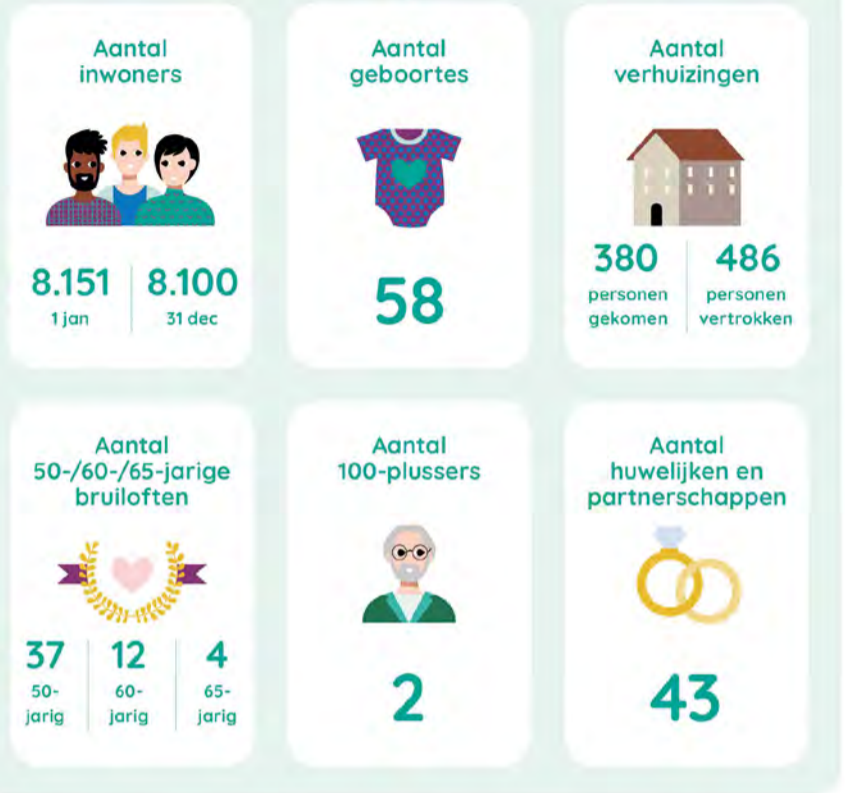 Aantal
inwoners
8.151
1 jan
8.100
31 dec
Aantal
geboortes
58
Aantal
verhuizingen
380
personen
gekomen
486
personen
vertrokken
Aantal
50-/60-/65-jarige
bruiloften
37
50-
jarig
12
60-
jarig
4
65-
jarig
Aantal
100-plussers
2
Aantal
huwelijken en
partnerschappen
43